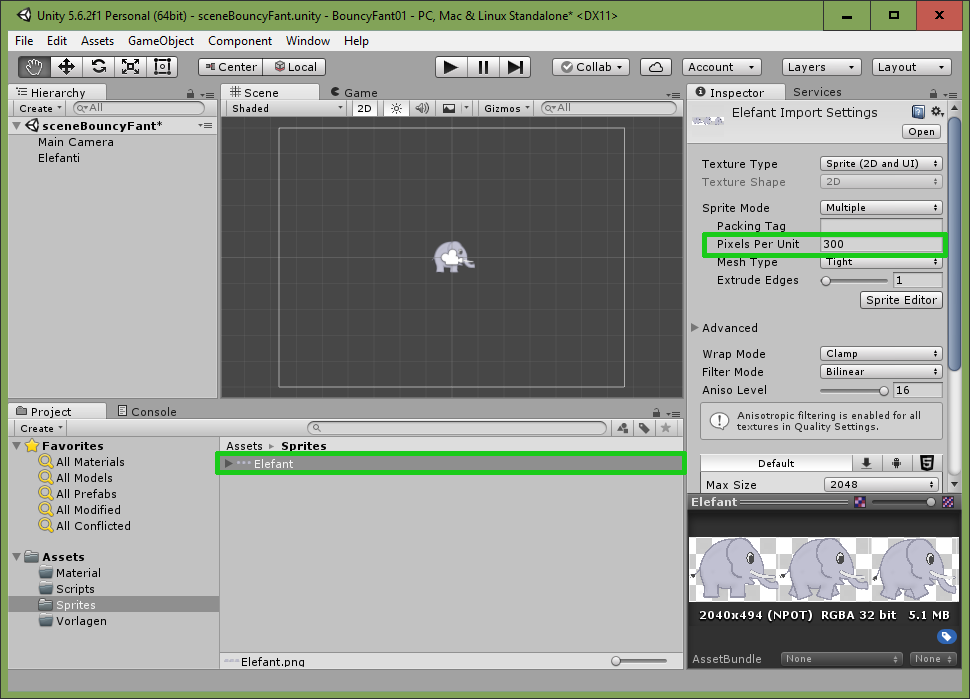 Unity 5.6.2f1 Personal (64bit) - sceneBouncyFant.unity - BouncyFant01 - PC, Mac & Linux Standalone* <DX11>
File Edit Assets GameObject Component Window Help
Center Local Collab Account Layers Layout
Hierarchy
Create All
sceneBouncyFant*
Main Camera
Elefanti
Scene Game
Shaded 2D Gizmos All
Inspector Services
Elefant Import Settings
Open
Texture Type Sprite (2D and UI)
Texture Shape 2D
Sprite Mode Multiple
Packing Tag
Pixels Per Unit 300
Mesh Type Tight
Extrude Edges 1
Sprite Editor
Advanced
Wrap Mode Clamp
Filter Mode Bilinear
Aniso Level 16
Anisotropic filtering is enabled for all
textures in Quality Settings.
Default
Max Size 2048
Project Console
Create
Favorites
All Materials
All Models
All Prefabs
All Modified
All Conflicted
Assets
Material
Scripts
Sprites
Vorlagen
Assets Sprites
Elefant
Elefant.png
Elefant
2040x494 (NPOT) RGBA 32 bit 5.1 MB
AssetBundle None None